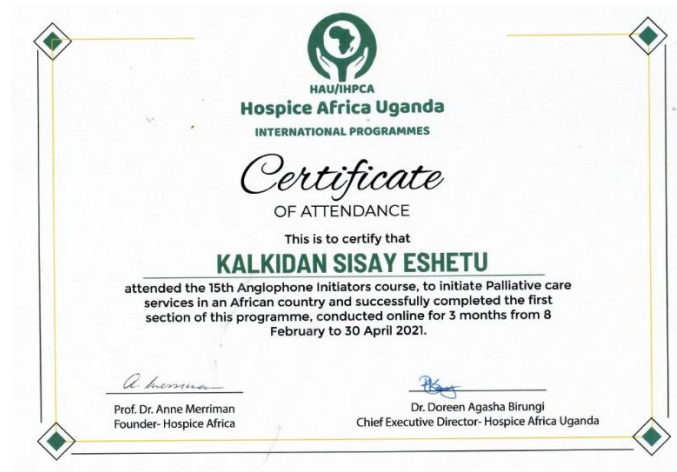 HAU/IHPCA
Hospice Africa Uganda
INTERNATIONAL PROGRAMMES
Certificate
OF ATTENDANCE
This is to certify that
KALKIDAN SISAY ESHETU
attended the 15th Anglophone Initiators course, to initiate Palliative care
services in an African country and successfully completed the first
section of this programme, conducted online for 3 months from 8
February to 30 April 2021.
Prof. Dr. Anne Merriman
Founder- Hospice Africa
Dr. Doreen Agasha Birungi
Chief Executive Director- Hospice Africa Uganda